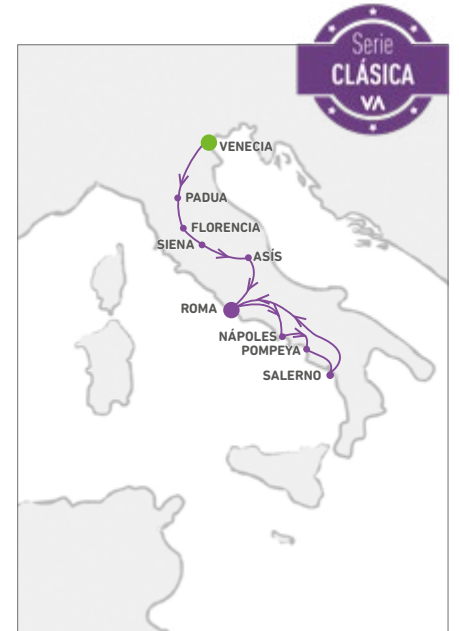 Serie
CLÁSICA
VA
VENECIA
PADUA
FLORENCIA
SIENA
ASÍS
ROMA
NÁPOLES
POMPEYA
SALERNO